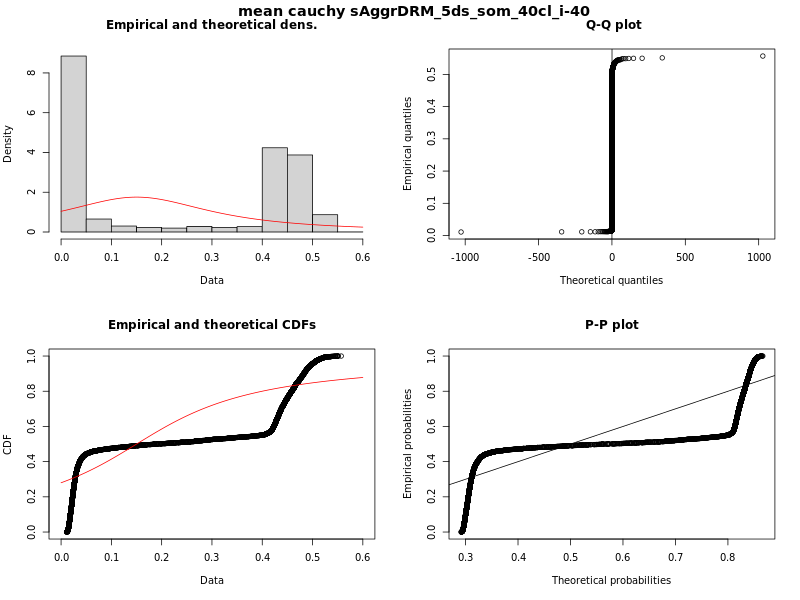 mean cauchy sAggrDRM_5ds_som_40cl_i-40
Empirical and theoretical dens.
Density
0 2 4 6 8
0.0 0.1 0.2 0.3 0.4 0.5 0.6
Data
Q-Q plot
Empirical quantiles
0.0 0.1 0.2 0.3 0.4 0.5
-1000 -500 0 500 1000
Theoretical quantiles
Empirical and theoretical CDFs
CDF
0.0 0.2 0.4 0.6 0.8 1.0
0.0 0.1 0.2 0.3 0.4 0.5 0.6
Data
P-P plot
Empirical probabilities
0.0 0.2 0.4 0.6 0.8 1.0
0.3 0.4 0.5 0.6 0.7 0.8
Theoretical probabilities